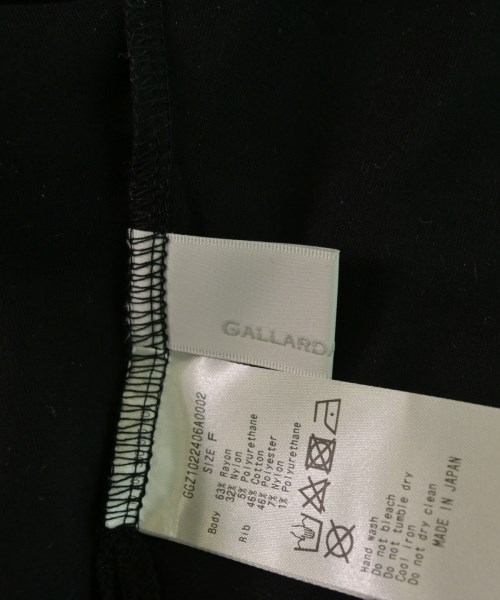 GALLARD
GGZ1022406A0002
SIZE F
Body 63% Rayon
32% Nylon
5% Polyurethane
Rib 46% Cotton
46% Polyester
7% Nylon
1% Polyurethane
Hand wash
Do not bleach
Do not tumble dry
Cool iron
Do not dry clean
MADE IN JAPAN